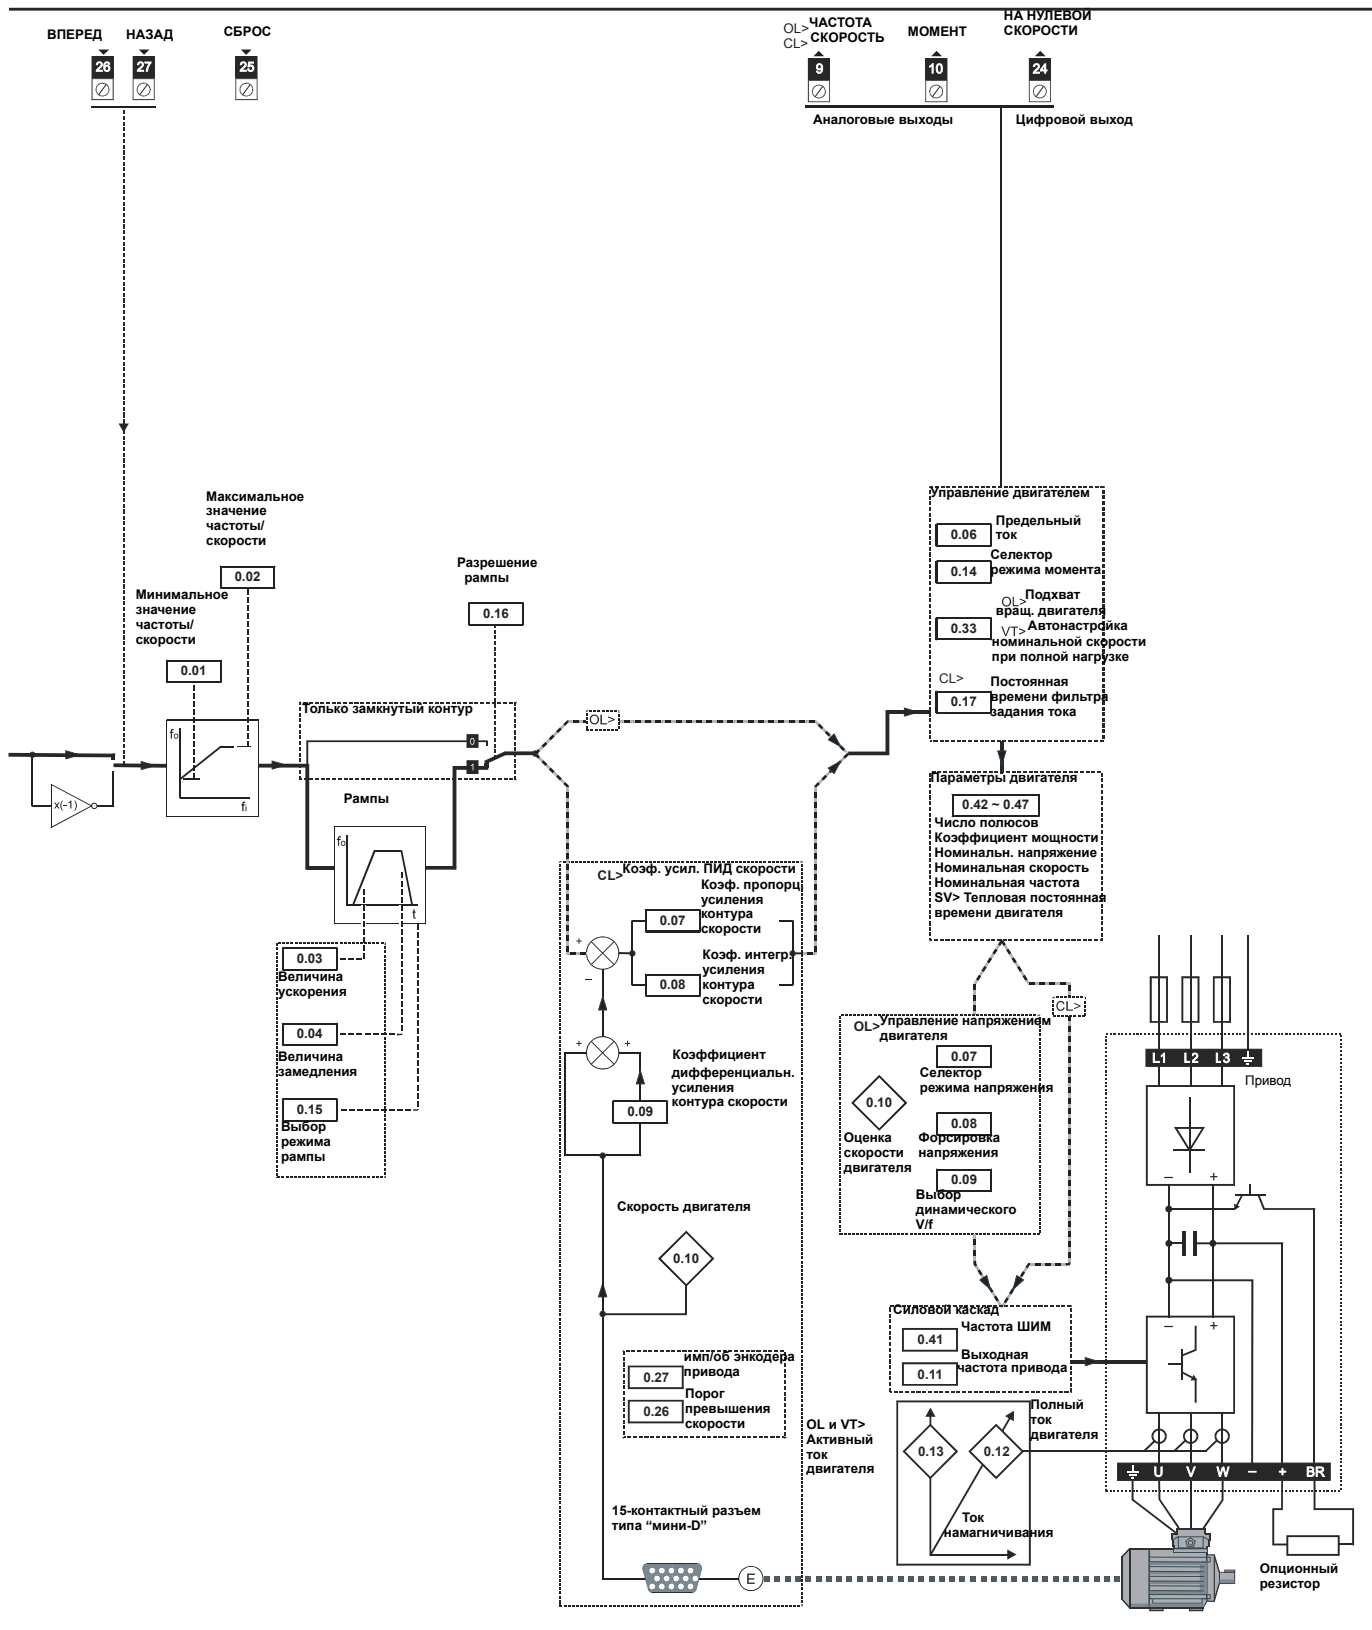 ВПЕРЕД НАЗАД СБРОС
26 27 25
OL> ЧАСТОТА
CL> СКОРОСТЬ
МОМЕНТ
НА НУЛЕВОЙ
СКОРОСТИ
9 10 24
Аналоговые выходы Цифровой выход
Максимальное
значение
частоты/
скорости
0.02
Минимальное
значение
частоты/
скорости
0.01
fo
fi
x(-1)
Разрешение
рампы
0.16
Только замкнутый контур
0
1
Рампы
fo
t
0.03
Величина
ускорения
0.04
Величина
замедления
0.15
Выбор
режима
рампы
OL>
CL> Коэф. усил. ПИД скорости
Коэф. пропорц.
усиления
контура
скорости
0.07
Коэф. интегр.
усиления
контура
скорости
0.08
+
–
+ +
Коэффициент
дифференциальн.
усиления
контура скорости
0.09
Скорость двигателя
0.10
имп/об энкодера
привода
0.27
Порог
превышения
скорости
0.26
15-контактный разъем
типа “мини-D”
E
Управление двигателем
0.06
Предельный
ток
0.14
Селектор
режима момента
OL> Подхват
вращ. двигателя
0.33
VT> Автонастройка
номинальной скорости
при полной нагрузке
CL>
0.17
Постоянная
времени фильтра
задания тока
Параметры двигателя
0.42 ~ 0.47
Число полюсов
Коэффициент мощности
Номинальн. напряжение
Номинальная скорость
Номинальная частота
SV> Тепловая постоянная
времени двигателя
CL>
OL> Управление напряжением
двигателя
0.07
Селектор
режима напряжения
0.10
Оценка
скорости
двигателя
0.08
Форсировка
напряжения
0.09
Выбор
динамического
V/f
Силовой каскад
0.41
Частота ШИМ
0.11
Выходная
частота привода
OL и VT>
Активный
ток
двигателя
0.13
0.12
Полный
ток
двигателя
Ток
намагничивания
L1 L2 L3
Привод
– +
– +
U V W – + BR
Опционный
резистор